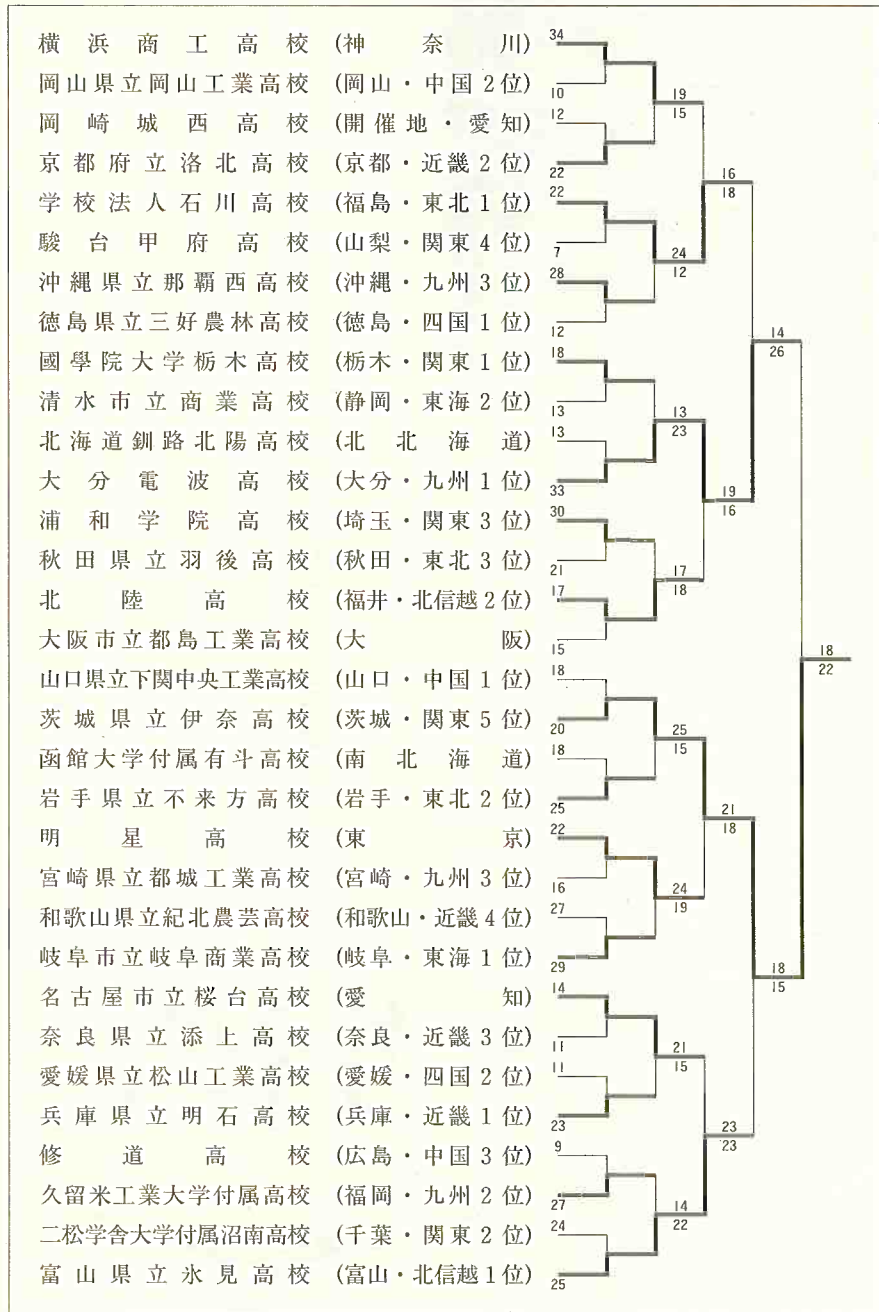 横浜商工高校 (神奈川) 34
岡山県立岡山工業高校 (岡山・中国2位) 10
19
15
岡崎城西高校 (開催地・愛知) 12
京都府立洛北高校 (京都・近畿2位) 22
16
18
学校法人石川高校 (福島・東北1位) 22
駿台甲府高校 (山梨・関東4位) 7
24
12
沖縄県立那覇西高校 (沖縄・九州3位) 28
徳島県立三好農林高校 (徳島・四国1位) 12
14
26
國學院大学栃木高校 (栃木・関東1位) 18
清水市立商業高校 (静岡・東海2位) 13
13
23
北海道釧路北陽高校 (北北海道) 13
大分電波高校 (大分・九州1位) 33
19
16
浦和学院高校 (埼玉・関東3位) 30
秋田県立羽後高校 (秋田・東北3位) 21
17
18
北陸高校 (福井・北信越2位) 17
大阪市立都島工業高校 (大阪) 15
18
22
山口県立下関中央工業高校 (山口・中国1位) 18
茨城県立伊奈高校 (茨城・関東5位) 20
25
15
函館大学付属有斗高校 (南北海道) 18
岩手県立不来方高校 (岩手・東北2位) 25
21
18
明星高校 (東京) 22
宮崎県立都城工業高校 (宮崎・九州3位) 16
24
19
和歌山県立紀北農芸高校 (和歌山・近畿4位) 27
岐阜市立岐阜商業高校 (岐阜・東海1位) 29
18
15
名古屋市立桜台高校 (愛知) 14
奈良県立添上高校 (奈良・近畿3位) 11
21
15
愛媛県立松山工業高校 (愛媛・四国2位) 11
兵庫県立明石高校 (兵庫・近畿1位) 23
23
23
修道高校 (広島・中国3位) 9
久留米工業大学付属高校 (福岡・九州2位) 27
14
22
二松学舎大学付属沼南高校 (千葉・関東2位) 24
富山県立氷見高校 (富山・北信越1位) 25